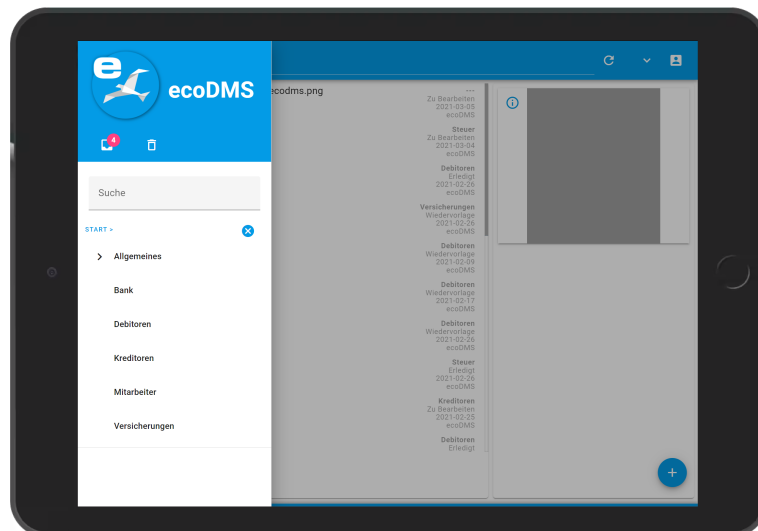 e
ecoDMS
4
Suche
START >
Allgemeines
Bank
Debitoren
Kreditoren
Mitarbeiter
Versicherungen
ecodms.png
---
Zu Bearbeiten
2021-03-05
ecoDMS
Steuer
Zu Bearbeiten
2021-03-04
ecoDMS
Debitoren
Erledigt
2021-02-26
ecoDMS
Versicherungen
Wiedervorlage
2021-02-26
ecoDMS
Debitoren
Wiedervorlage
2021-02-09
ecoDMS
Debitoren
Wiedervorlage
2021-02-17
ecoDMS
Debitoren
Wiedervorlage
2021-02-26
ecoDMS
Steuer
Erledigt
2021-02-26
ecoDMS
Kreditoren
Zu Bearbeiten
2021-02-25
ecoDMS
Debitoren
Erledigt